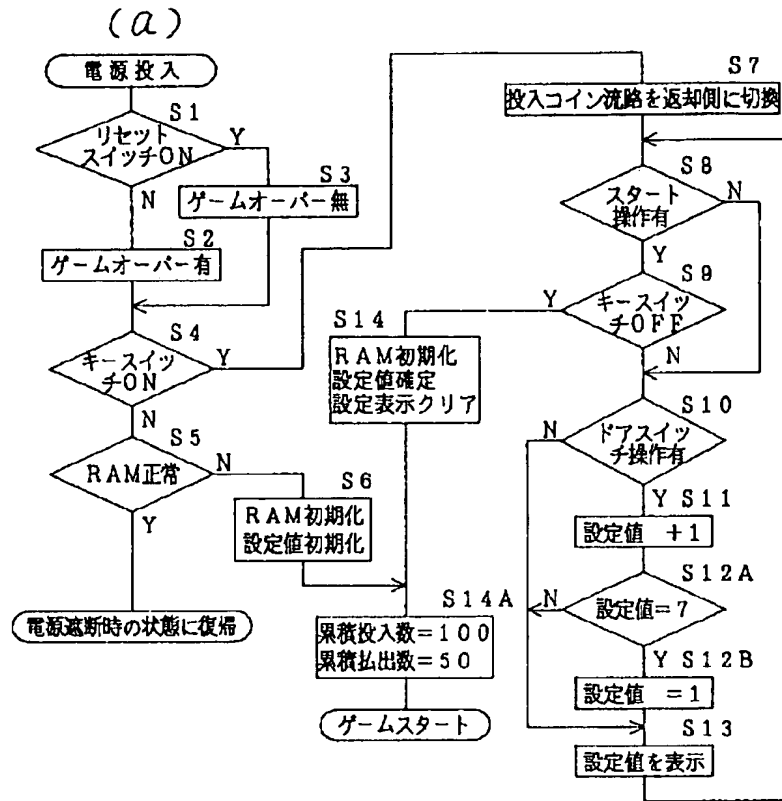 (a)
電源投入
S1
リセット
スイッチON
Y
N
S3
ゲームオーバー無
S2
ゲームオーバー有
S4
キースイッ
チON
Y
N
S5
RAM正常
N
Y
S6
RAM初期化
設定値初期化
電源遮断時の状態に復帰
S14
RAM初期化
設定値確定
設定表示クリア
S14A
累積投入数=100
累積払出数=50
ゲームスタート
S7
投入コイン流路を返却側に切換
S8
スタート
操作有
N
Y
S9
キースイッ
チOFF
Y
N
S10
ドアスイッ
チ操作有
N
Y S11
設定値 +1
S12A
設定値=7
N
Y S12B
設定値 =1
S13
設定値を表示